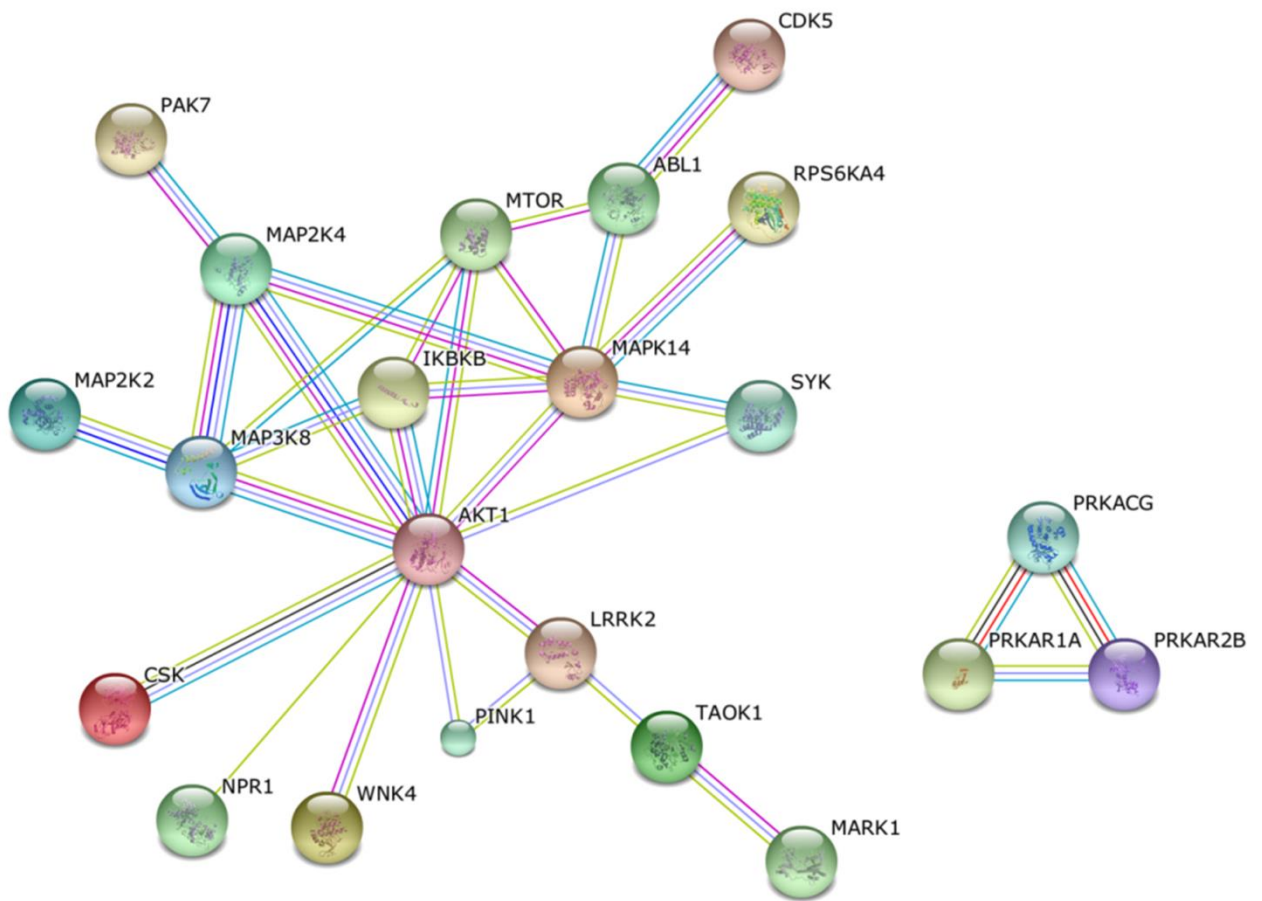 CDK5
PAK7
ABL1
RPS6KA4
MTOR
MAP2K4
MAPK14
IKBKB
MAP2K2
SYK
MAP3K8
PRKACG
AKT1
LRRK2
PRKAR1A
PRKAR2B
CSK
PINK1
TAOK1
NPR1
WNK4
MARK1